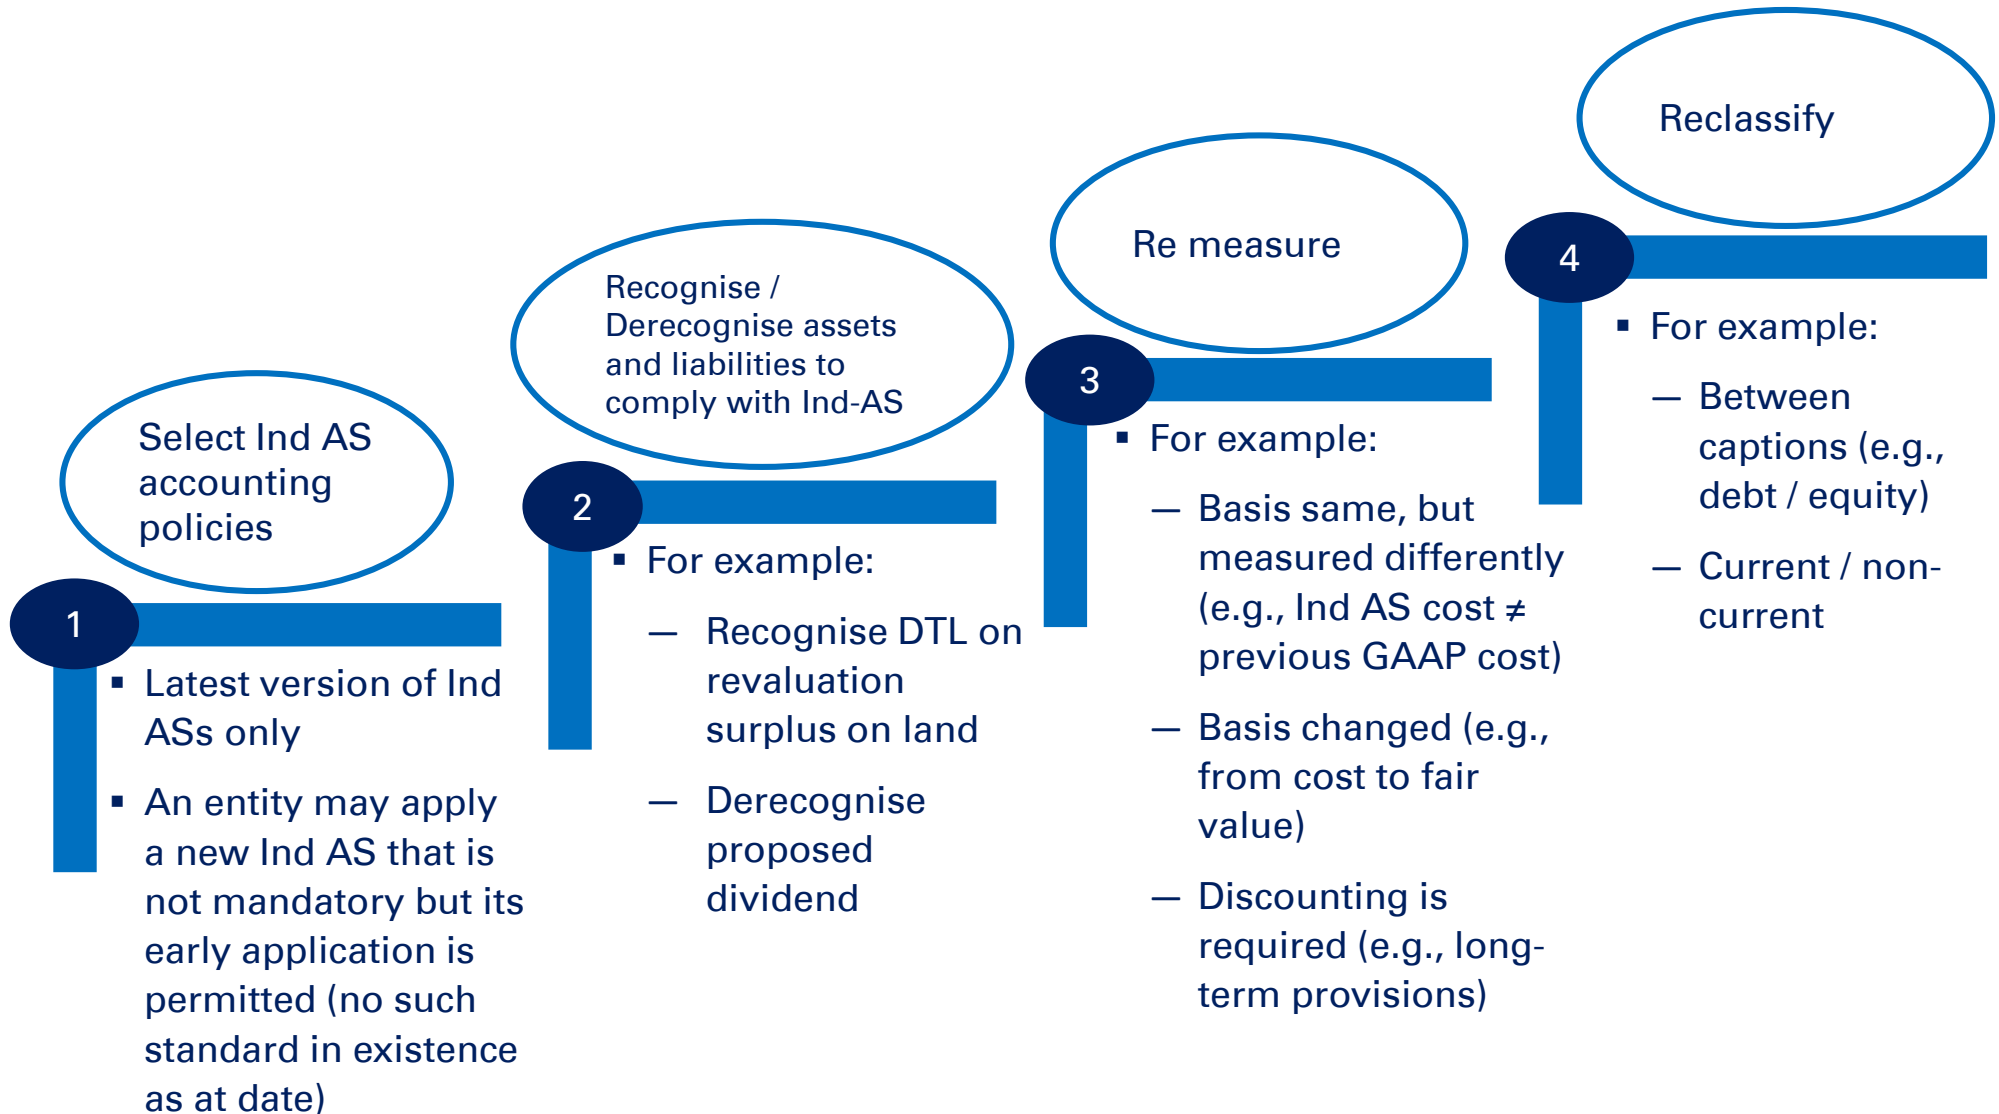 Select Ind AS
accounting
policies
1
▪ Latest version of Ind
ASs only
▪ An entity may apply
a new Ind AS that is
not mandatory but its
early application is
permitted (no such
standard in existence
as at date)
Recognise /
Derecognise assets
and liabilities to
comply with Ind-AS
2
▪ For example:
— Recognise DTL on
revaluation
surplus on land
— Derecognise
proposed
dividend
Re measure
3
▪ For example:
— Basis same, but
measured differently
(e.g., Ind AS cost ≠
previous GAAP cost)
— Basis changed (e.g.,
from cost to fair
value)
— Discounting is
required (e.g., long-
term provisions)
Reclassify
4
▪ For example:
— Between
captions (e.g.,
debt / equity)
— Current / non-
current